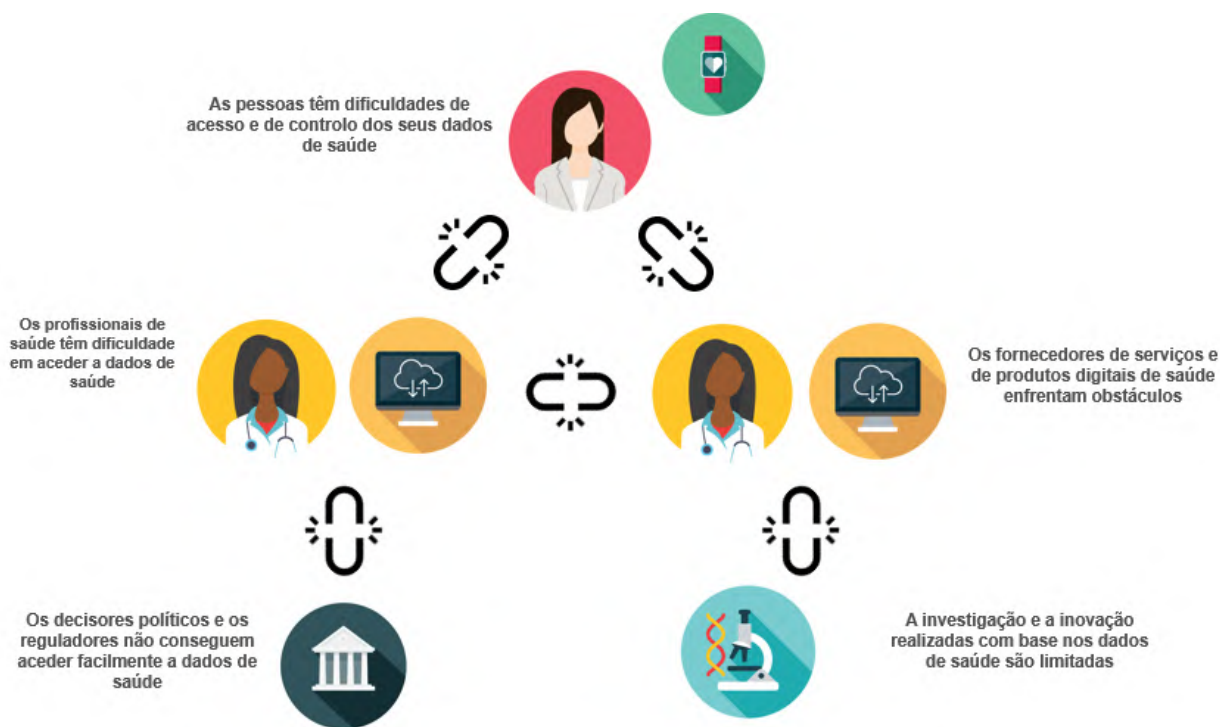 As pessoas têm dificuldades de
acesso e de controlo dos seus dados
de saúde
Os profissionais de
saúde têm dificuldade
em aceder a dados de
saúde
Os fornecedores de serviços e
de produtos digitais de saúde
enfrentam obstáculos
Os decisores políticos e os
reguladores não conseguem
aceder facilmente a dados de
saúde
A investigação e a inovação
realizadas com base nos dados
de saúde são limitadas